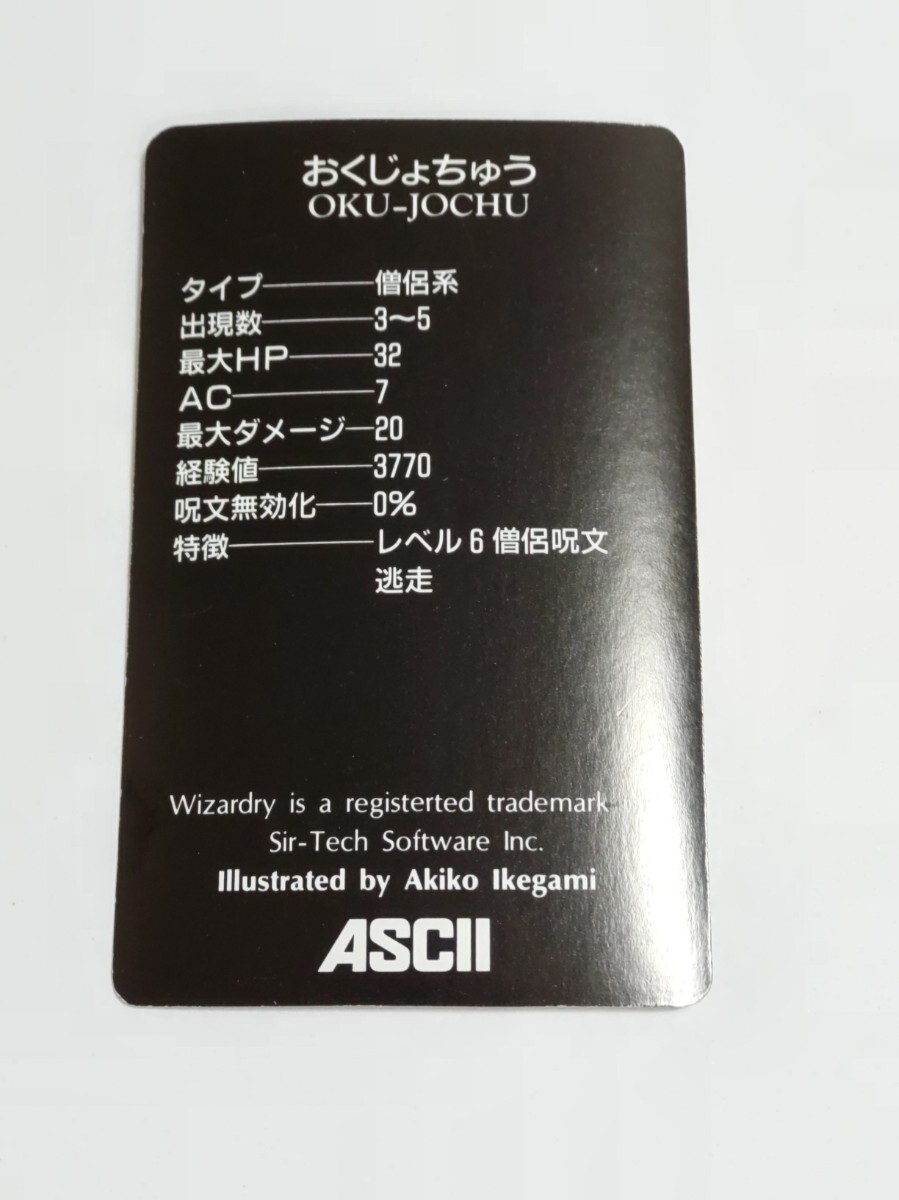 おくじょちゅう
OKU-JOCHU
タイプ――――僧侶系
出現数――――3〜5
最大HP―――32
AC―――――7
最大ダメージ―20
経験値――――3770
呪文無効化――0%
特徴―――――レベル6僧侶呪文
逃走
Wizardry is a registerted trademark
Sir-Tech Software Inc.
Illustrated by Akiko Ikegami
ASCII